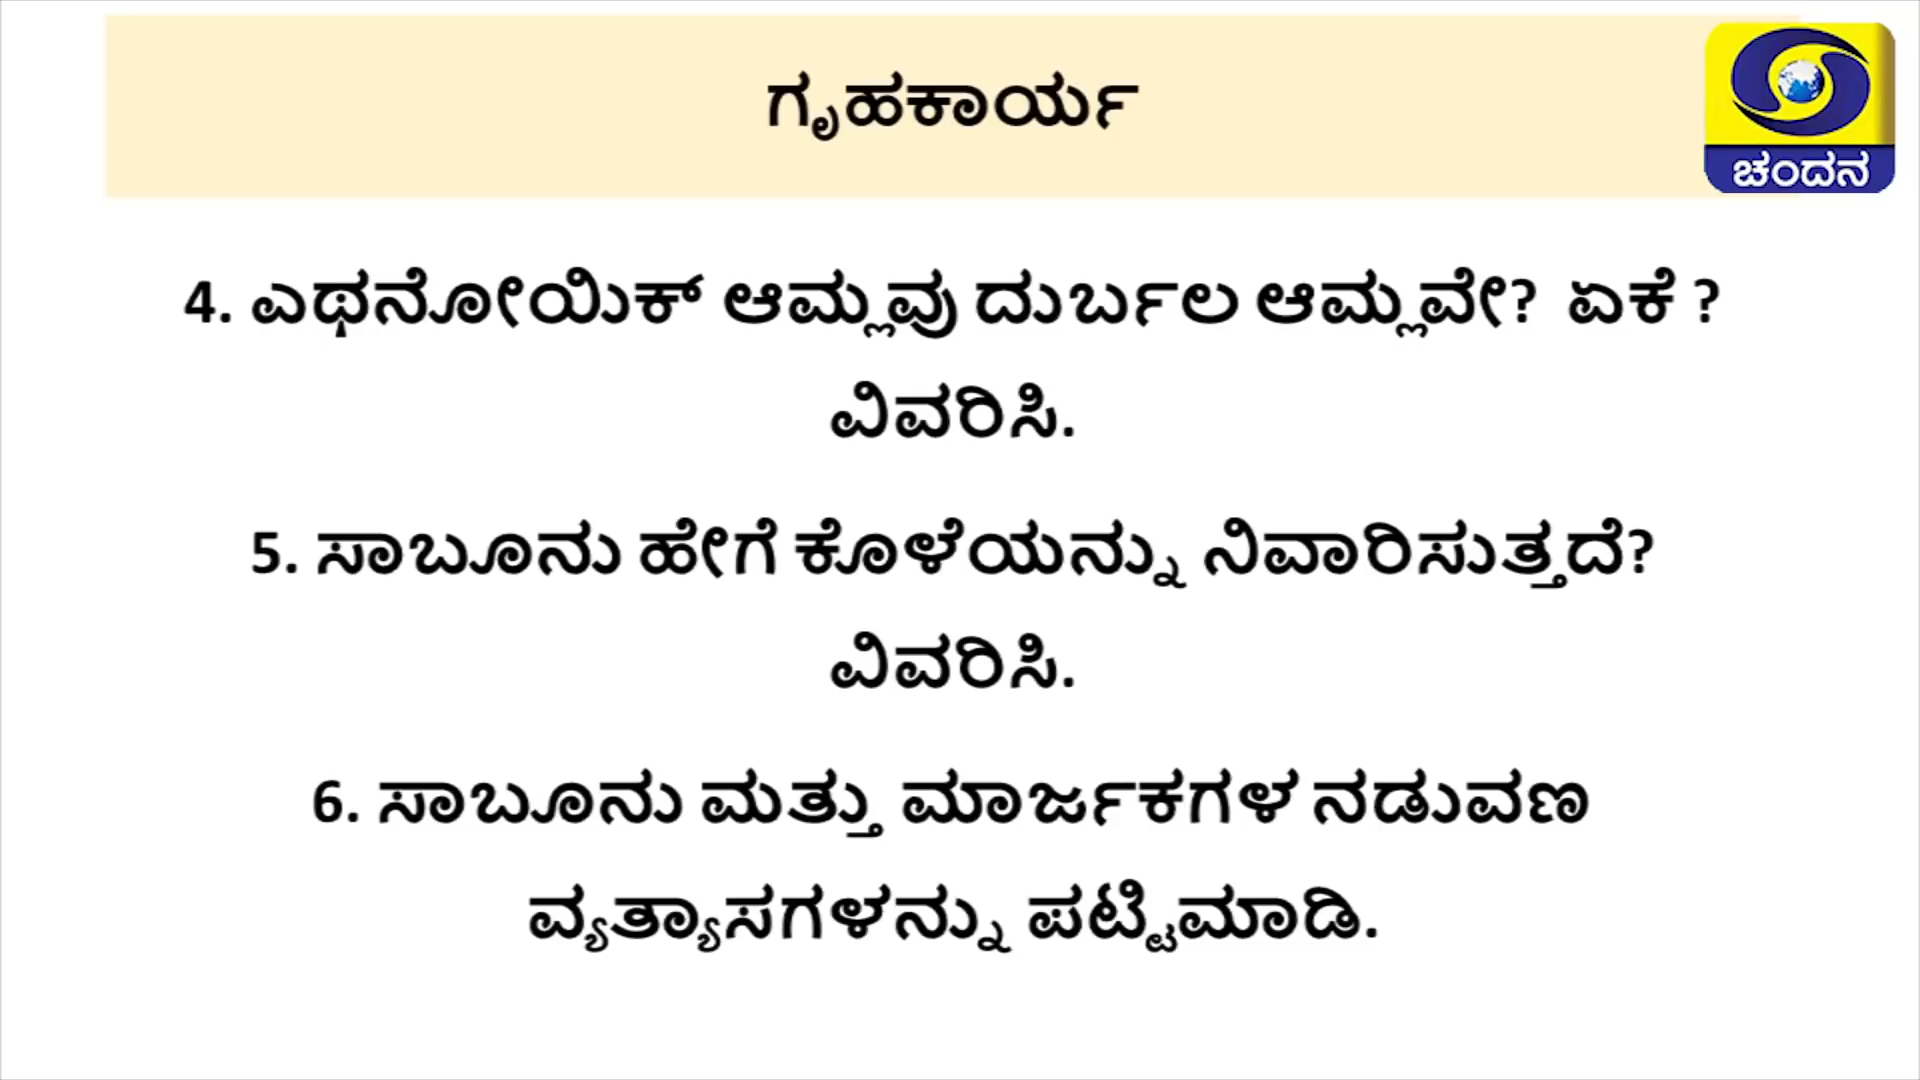 ಗೃಹಕಾರ್ಯ
ಚಂದನ
4. ಎಥನೋಯಿಕ್ ಆಮ್ಲವು ದುರ್ಬಲ ಆಮ್ಲವೇ? ಏಕೆ ?
ವಿವರಿಸಿ.
5. ಸಾಬೂನು ಹೇಗೆ ಕೊಳೆಯನ್ನು ನಿವಾರಿಸುತ್ತದೆ?
ವಿವರಿಸಿ.
6. ಸಾಬೂನು ಮತ್ತು ಮಾರ್ಜಕಗಳ ನಡುವಣ
ವ್ಯತ್ಯಾಸಗಳನ್ನು ಪಟ್ಟಿಮಾಡಿ.